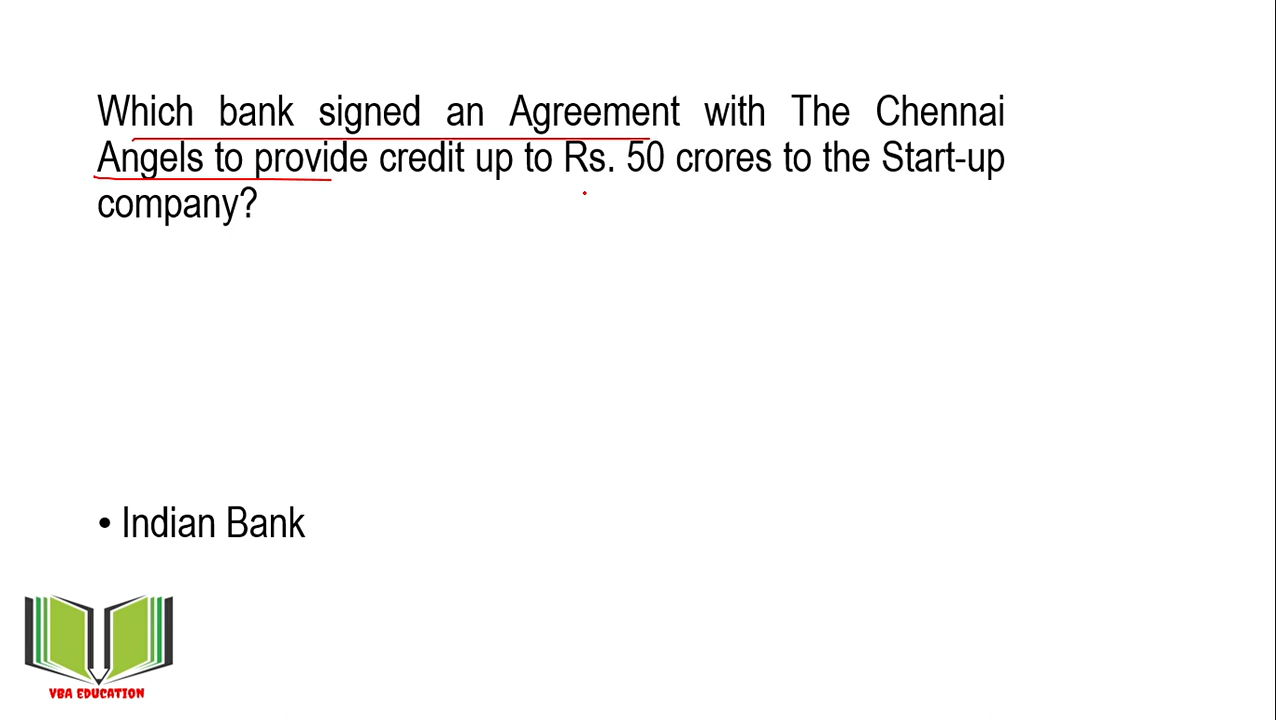 Which bank signed an Agreement with The Chennai
Angels to provide credit up to Rs. 50 crores to the Start-up
company?
• Indian Bank
VBA EDUCATION